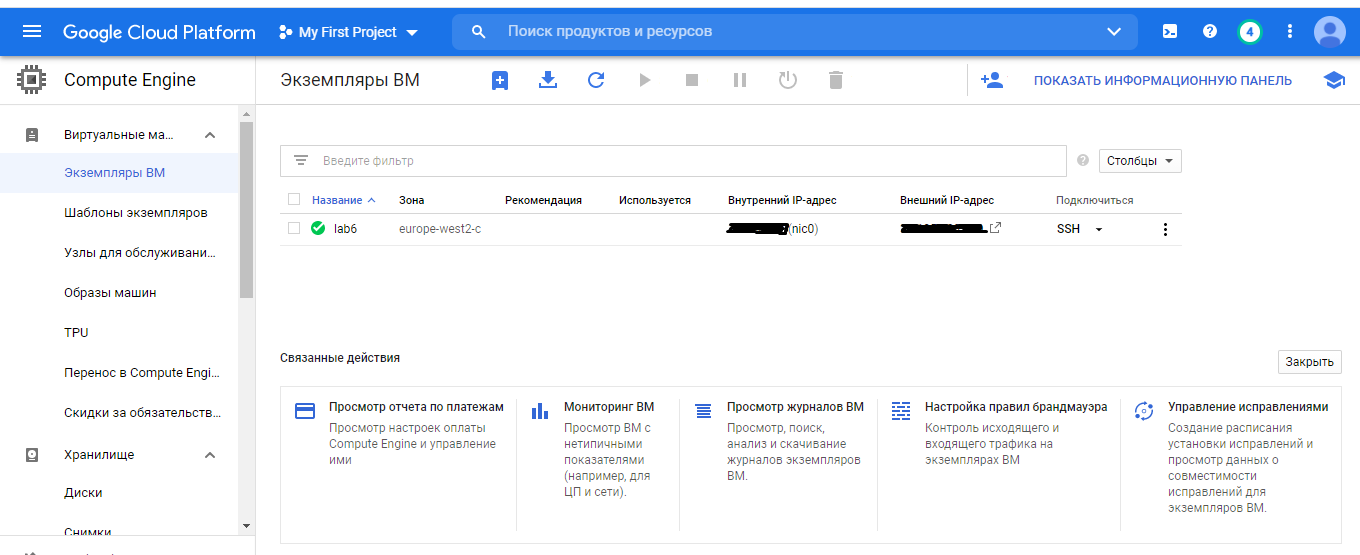 Google Cloud Platform
My First Project
Поиск продуктов и ресурсов
4
Compute Engine
Экземпляры ВМ
ПОКАЗАТЬ ИНФОРМАЦИОННУЮ ПАНЕЛЬ
Виртуальные ма...
Экземпляры ВМ
Шаблоны экземпляров
Узлы для обслуживани...
Образы машин
TPU
Перенос в Compute Engi...
Скидки за обязательств...
Хранилище
Диски
Снимки
Введите фильтр
Столбцы
Название
Зона
Рекомендация
Используется
Внутренний IP-адрес
Внешний IP-адрес
Подключиться
lab6
europe-west2-c
(nic0)
SSH
Связанные действия
Закрыть
Просмотр отчета по платежам
Просмотр настроек оплаты
Compute Engine и управление
ими
Мониторинг ВМ
Просмотр ВМ с
нетипичными
показателями
(например, для
ЦП и сети).
Просмотр журналов ВМ
Просмотр, поиск,
анализ и скачивание
журналов экземпляров
ВМ.
Настройка правил брандмауэра
Контроль исходящего и
входящего трафика на
экземплярах ВМ
Управление исправлениями
Создание расписания
установки исправлений и
просмотр данных о
совместимости
исправлений для
экземпляров ВМ.